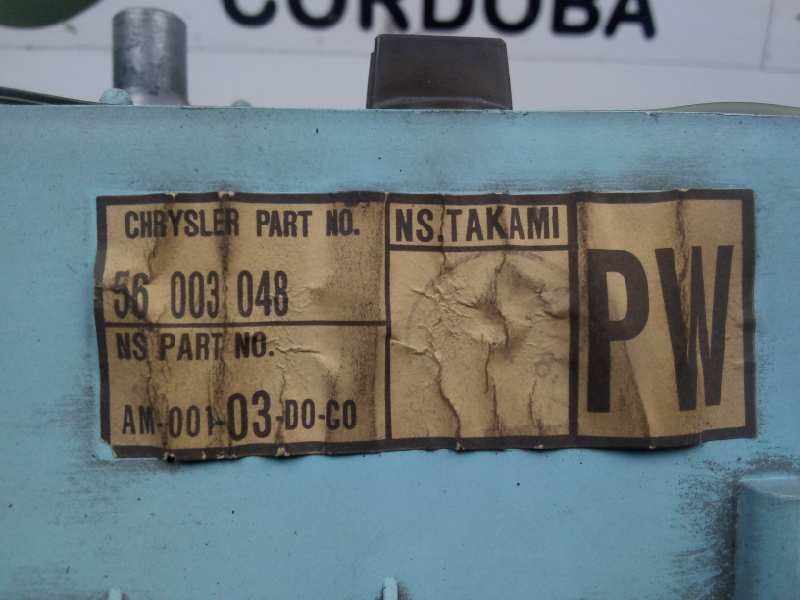 CORDOBA
CHRYSLER PART NO.
56 003 048
NS PART NO.
AM-001-03-DO-CO
NS.TAKAMI
PW